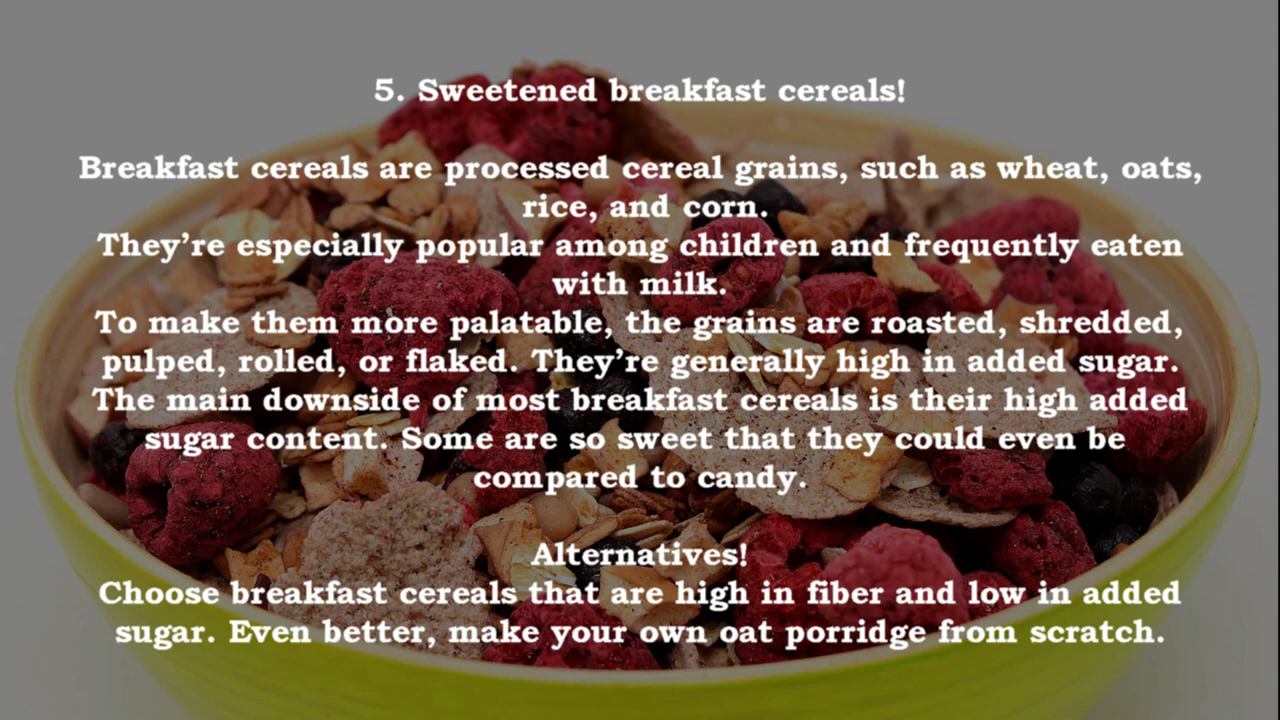 5. Sweetened breakfast cereals!
Breakfast cereals are processed cereal grains, such as wheat, oats,
rice, and corn.
They’re especially popular among children and frequently eaten
with milk.
To make them more palatable, the grains are roasted, shredded,
pulped, rolled, or flaked. They’re generally high in added sugar.
The main downside of most breakfast cereals is their high added
sugar content. Some are so sweet that they could even be
compared to candy.
Alternatives!
Choose breakfast cereals that are high in fiber and low in added
sugar. Even better, make your own oat porridge from scratch.